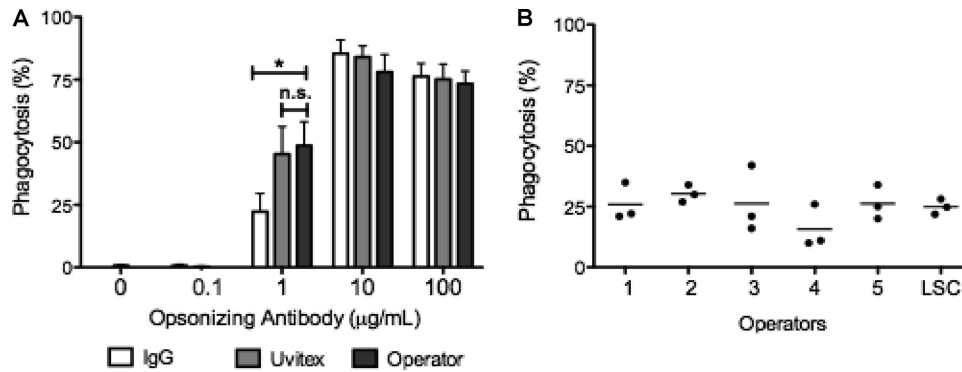 A
Phagocytosis (%)
100
75
50
25
0
*
n.s.
0 0.1 1 10 100
Opsonizing Antibody (µg/mL)
IgG Uvitex Operator
B
Phagocytosis (%)
100
75
50
25
0
1 2 3 4 5 LSC
Operators